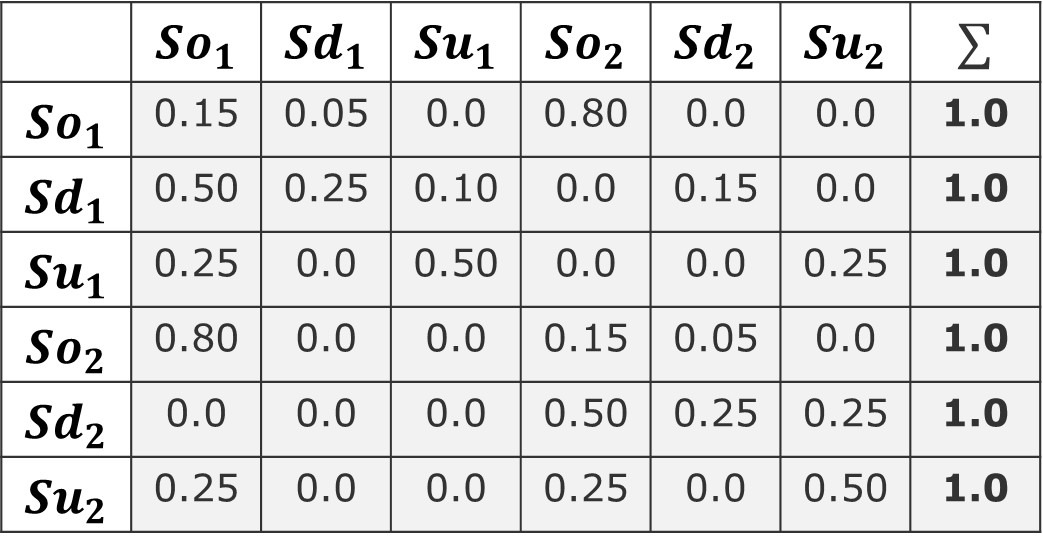 So₁ Sd₁ Su₁ So₂ Sd₂ Su₂ ∑
So₁ 0.15 0.05 0.0 0.80 0.0 0.0 1.0
Sd₁ 0.50 0.25 0.10 0.0 0.15 0.0 1.0
Su₁ 0.25 0.0 0.50 0.0 0.0 0.25 1.0
So₂ 0.80 0.0 0.0 0.15 0.05 0.0 1.0
Sd₂ 0.0 0.0 0.0 0.50 0.25 0.25 1.0
Su₂ 0.25 0.0 0.0 0.25 0.0 0.50 1.0